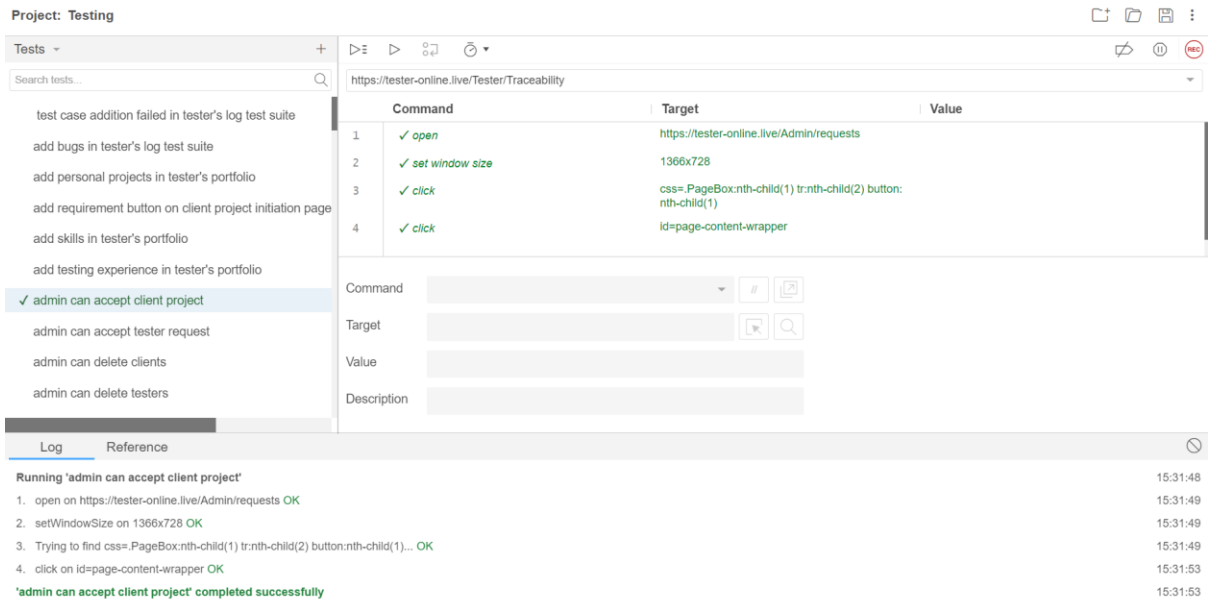 Project: Testing
Tests
Search tests...
test case addition failed in tester's log test suite
add bugs in tester's log test suite
add personal projects in tester's portfolio
add requirement button on client project initiation page
add skills in tester's portfolio
add testing experience in tester's portfolio
✓ admin can accept client project
admin can accept tester request
admin can delete clients
admin can delete testers
REC
https://tester-online.live/Tester/Traceability
Command Target Value
1 ✓ open https://tester-online.live/Admin/requests
2 ✓ set window size 1366x728
3 ✓ click css=.PageBox:nth-child(1) tr:nth-child(2) button:
nth-child(1)
4 ✓ click id=page-content-wrapper
Command //
Target
Value
Description
Log Reference
Running 'admin can accept client project' 15:31:48
1. open on https://tester-online.live/Admin/requests OK 15:31:49
2. setWindowSize on 1366x728 OK 15:31:49
3. Trying to find css=.PageBox:nth-child(1) tr:nth-child(2) button:nth-child(1)... OK 15:31:49
4. click on id=page-content-wrapper OK 15:31:53
'admin can accept client project' completed successfully 15:31:53